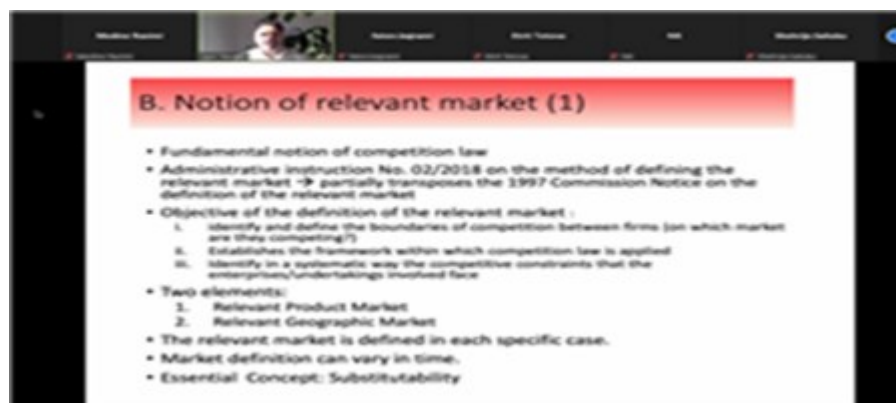 B. Notion of relevant market (1)
• Fundamental notion of competition law
• Administrative instruction No. 02/2018 on the method of defining the
relevant market → partially transposes the 1997 Commission Notice on the
definition of the relevant market
• Objective of the definition of the relevant market :
i. Identify and define the boundaries of competition between firms (on which market
are they competing?)
ii. Establishes the framework within which competition law is applied
iii. Identify in a systematic way the competitive constraints that the
enterprises/undertakings involved face
• Two elements:
1. Relevant Product Market
2. Relevant Geographic Market
• The relevant market is defined in each specific case.
• Market definition can vary in time.
• Essential Concept: Substitutability